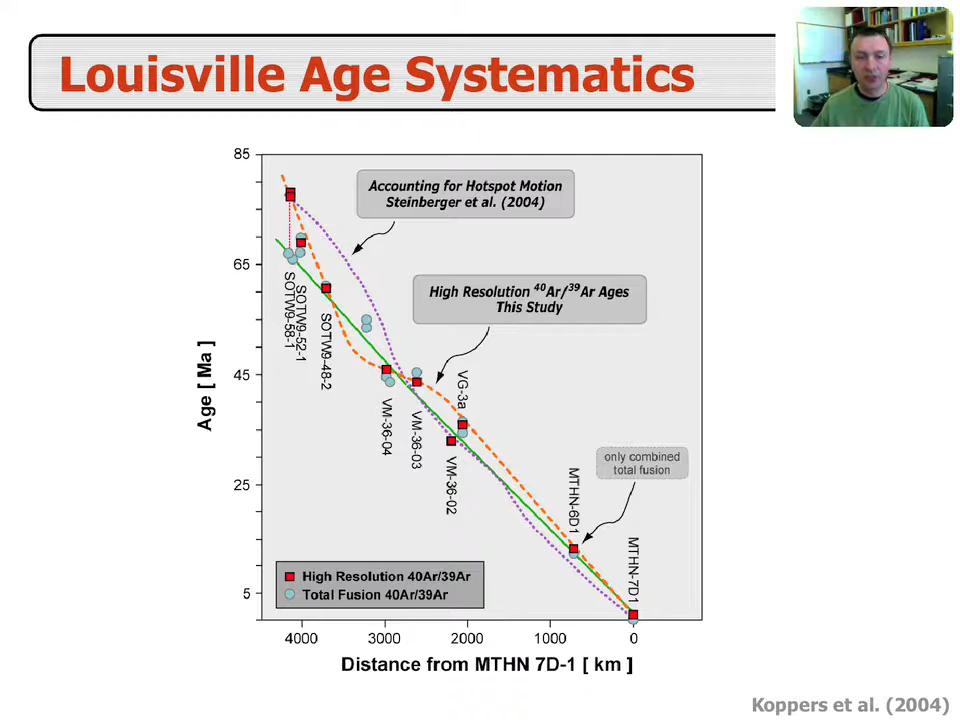 Louisville Age Systematics
Accounting for Hotspot Motion
Steinberger et al. (2004)
High Resolution 40Ar/39Ar Ages
This Study
only combined
total fusion
SOTW9-58-1
SOTW9-52-1
SOTW9-48-2
VM-36-04
VM-36-03
VG-3a
VM-36-02
MTHN-6D1
MTHN-7D1
High Resolution 40Ar/39Ar
Total Fusion 40Ar/39Ar
Age [ Ma ]
85
65
45
25
5
4000 3000 2000 1000 0
Distance from MTHN 7D-1 [ km ]
Koppers et al. (2004)